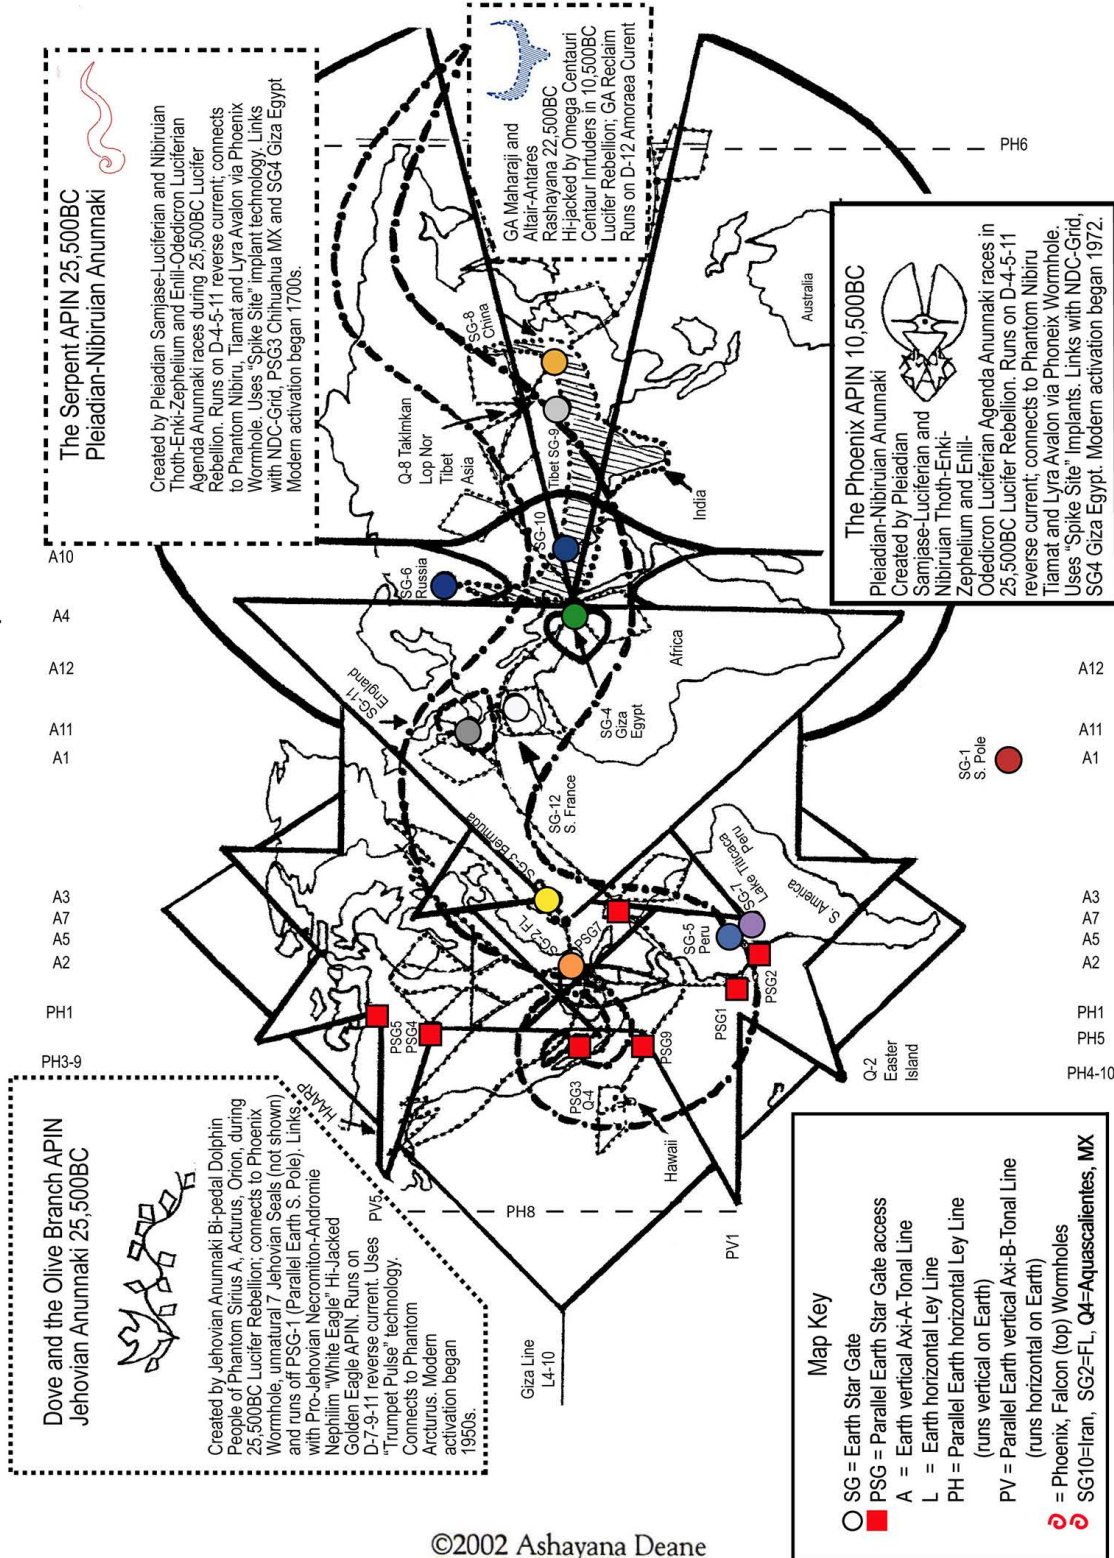 Dove and the Olive Branch APIN
Jehovian Anunnaki 25,500BC
Created by Jehovian Anunnaki Bi-pedal Dolphin
People of Phantom Sirius A, Acturus, Orion, during
25,500BC Lucifer Rebellion; connects to Phoenix
Wormhole, unnatural 7 Jehovian Seals (not shown)
and runs off PSG-1 (Parallel Earth S. Pole). Links
with Pro-Jehovian Necromiton-Andromie
Nephilim “White Eagle” Hi-Jacked
Golden Eagle APIN. Runs on
D-7-9-11 reverse current. Uses
“Trumpet Pulse” technology.
Connects to Phantom
Arcturus. Modern
activation began
1950s.
The Serpent APIN 25,500BC
Pleiadian-Nibiruian Anunnaki
Created by Pleiadian Samjase-Luciferian and Nibiruian
Thoth-Enki-Zephelium and Enlil-Odedicron Luciferian
Agenda Anunnaki races during 25,500BC Lucifer
Rebellion. Runs on D-4-5-11 reverse current; connects
to Phantom Nibiru, Tiamat and Lyra Avalon via Phoenix
Wormhole. Uses “Spike Site” implant technology. Links
with NDC-Grid, PSG3 Chihuahua MX and SG4 Giza Egypt
Modern activation began 1700s.
GA Maharaji and
Altair-Antares
Rashayana 22,500BC
Hi-jacked by Omega Centauri
Centaur Inrtuders in 10,500BC
Lucifer Rebellion; GA Reclaim
Runs on D-12 Amoraea Curent
The Phoenix APIN 10,500BC
Pleiadian-Nibiruian Anunnaki
Created by Pleiadian
Samjase-Luciferian and
Nibiruian Thoth-Enki-
Zephelium and Enlil-
Odedicron Luciferian Agenda Anunnaki races in
25,500BC Lucifer Rebellion. Runs on D-4-5-11
reverse current; connects to Phantom Nibiru
Tiamat and Lyra Avalon via Phoneix Wormhole.
Uses “Spike Site” Implants. Links with NDC-Grid,
SG4 Giza Egypt. Modern activation began 1972.
PH3-9
PH1
A2
A5
A7
A3
A1
A11
A12
A4
A10
HAARP
PV5
PH8
PV1
Giza Line
L4-10
PSG5
PSG4
PSG3
Q-4
PSG9
Hawaii
PSG1
PSG2
PSG7
SG-2 FL
SG-3 Bermuda
SG-5
Peru
SG-7
Lake Titicaca
Peru
S. America
Q-2
Easter
Island
SG-11
England
SG-12
S. France
SG-4
Giza
Egypt
Africa
SG-6
Russia
SG-10
Tibet SG-9
Q-8 Taklmkan
Lop Nor
Tibet
Asia
SG-8
China
India
Australia
PH6
SG-1
S. Pole
PH4-10
PH5
PH1
A2
A5
A7
A3
A1
A11
A12
Map Key
SG = Earth Star Gate
PSG = Parallel Earth Star Gate access
A = Earth vertical Axi-A-Tonal Line
L = Earth horizontal Ley Line
PH = Parallel Earth horizontal Ley Line
(runs vertical on Earth)
PV = Parallel Earth vertical Axi-B-Tonal Line
(runs horizontal on Earth)
= Phoenix, Falcon (top) Wormholes
SG10=Iran, SG2=FL, Q4=Aquascalientes, MX
©2002 Ashayana Deane